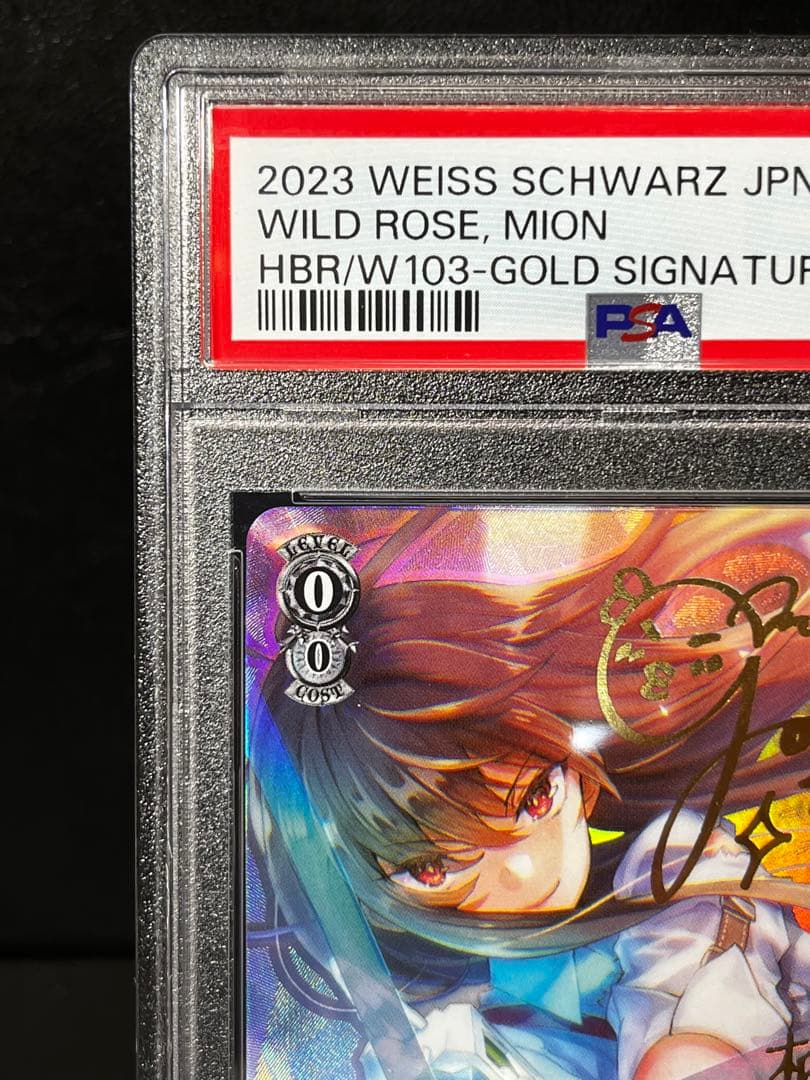 2023 WEISS SCHWARZ JPN
WILD ROSE, MION
HBR/W103-GOLD SIGNATUR
PSA
LEVEL
0
0
COST